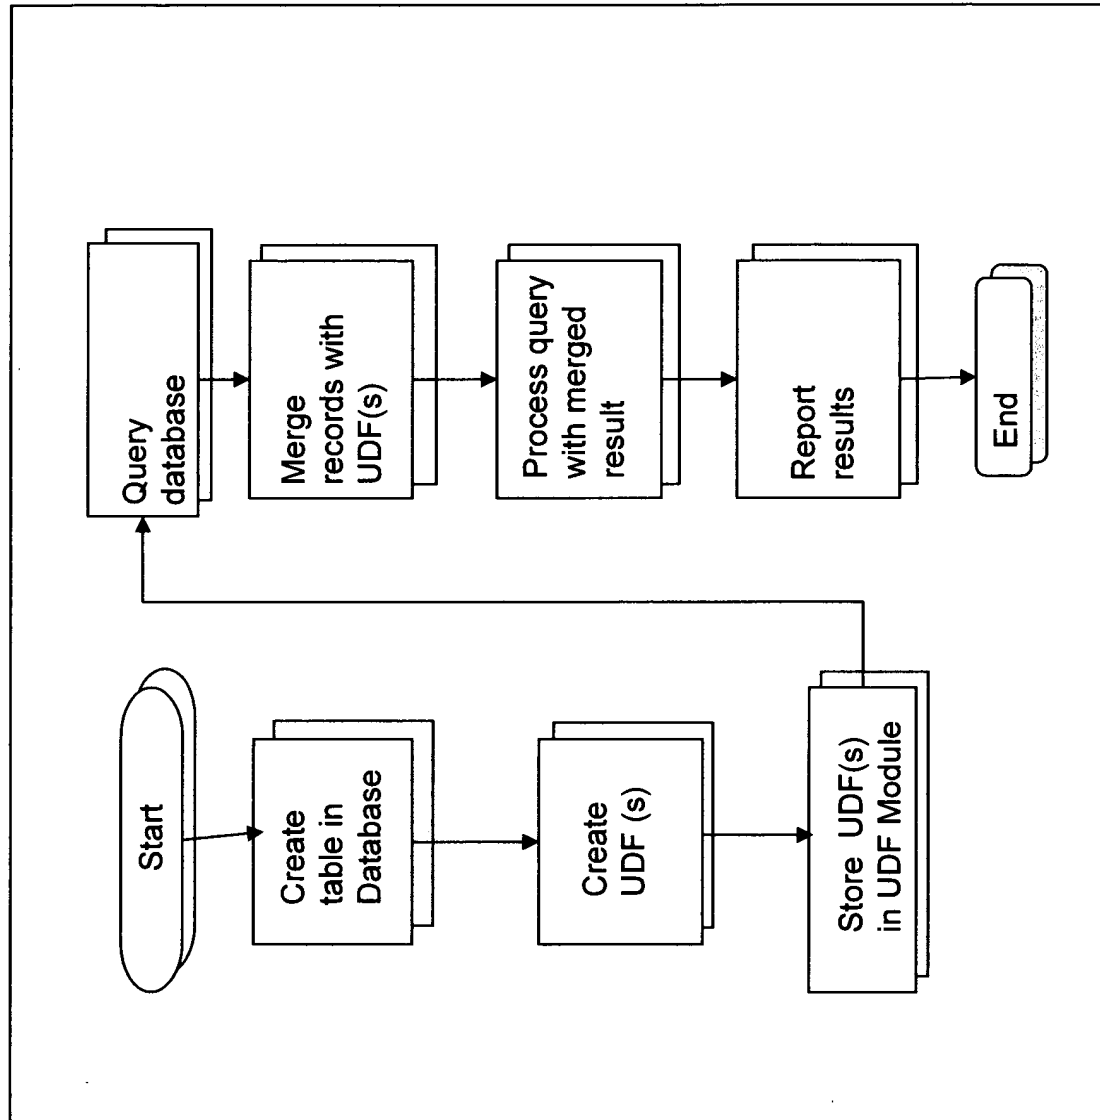 Start
Create
table in
Database
Create
UDF (s)
Store UDF(s)
in UDF Module
Query
database
Merge
records with
UDF(s)
Process query
with merged
result
Report
results
End